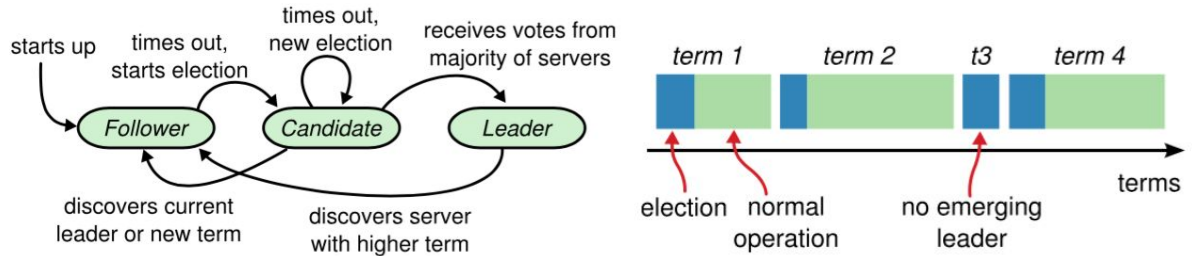 starts up
times out,
starts election
times out,
new election
receives votes from
majority of servers
Follower
Candidate
Leader
discovers current
leader or new term
discovers server
with higher term
term 1
term 2
t3
term 4
terms
election
normal
operation
no emerging
leader